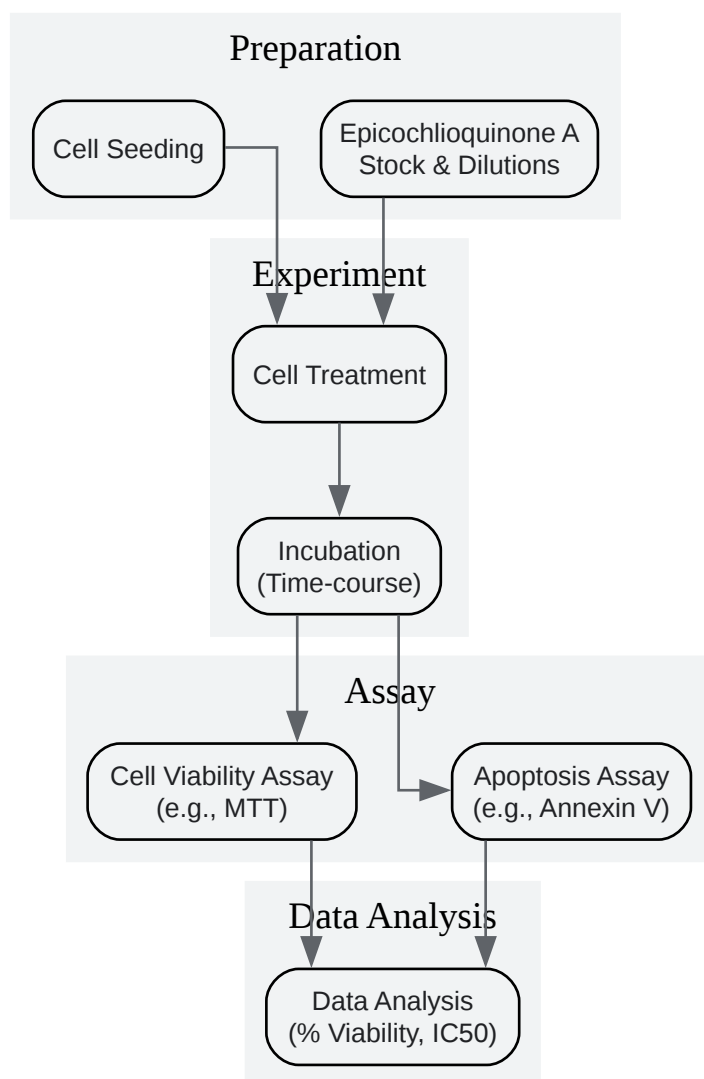 Preparation
Cell Seeding
Epicochlioquinone A
Stock & Dilutions
Experiment
Cell Treatment
Incubation
(Time-course)
Assay
Cell Viability Assay
(e.g., MTT)
Apoptosis Assay
(e.g., Annexin V)
Data Analysis
Data Analysis
(% Viability, IC50)